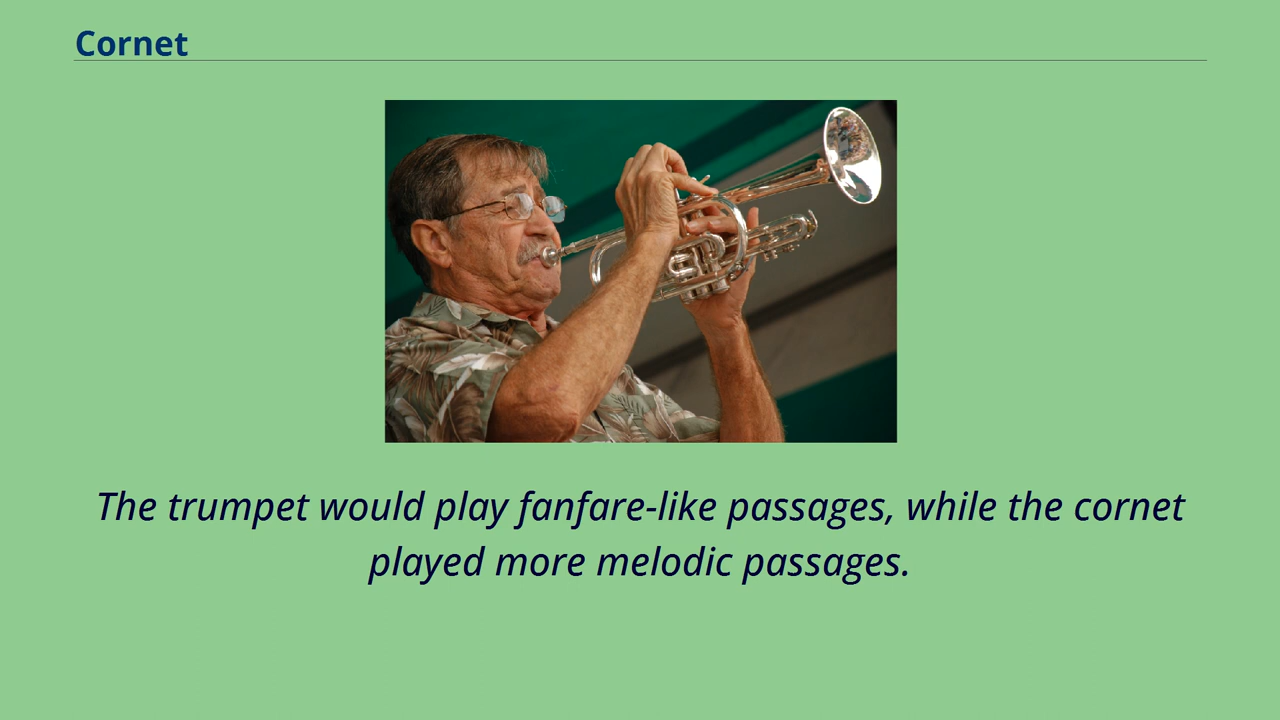 Cornet
The trumpet would play fanfare-like passages, while the cornet
played more melodic passages.